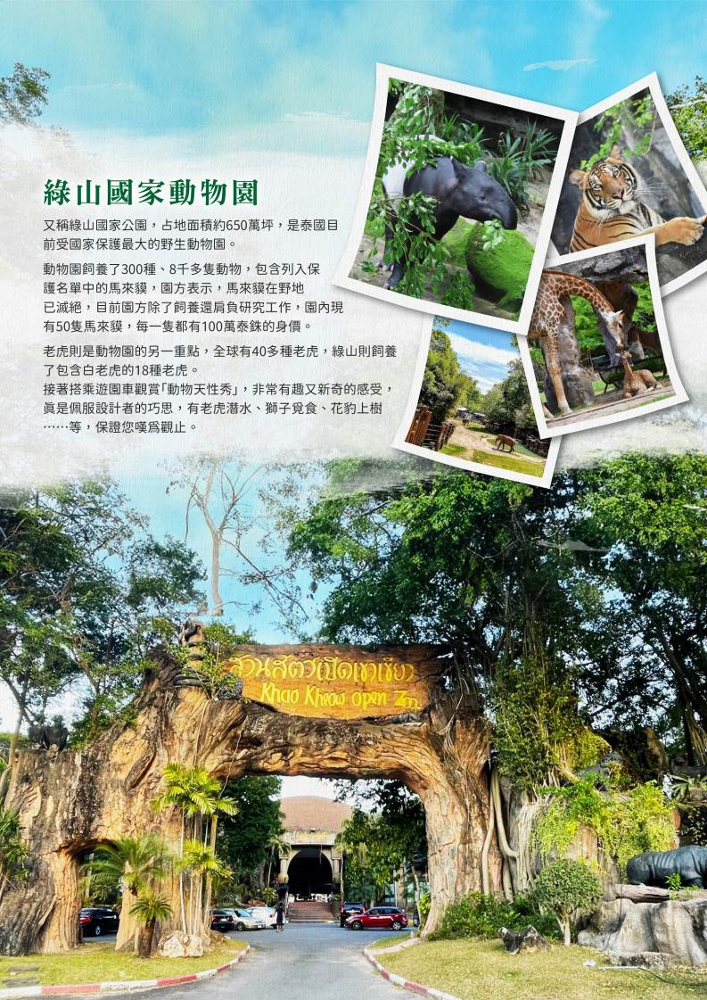 綠山國家動物園
又稱綠山國家公園，占地面積約650萬坪，是泰國目
前受國家保護最大的野生動物園。
動物園飼養了300種、8千多隻動物，包含列入保
護名單中的馬來貘，園方表示，馬來貘在野地
已滅絕，目前園方除了飼養還肩負研究工作，園內現
有50隻馬來貘，每一隻都有100萬泰銖的身價。
老虎則是動物園的另一重點，全球有40多種老虎，綠山則飼養
了包含白老虎的18種老虎。
接著搭乘遊園車觀賞「動物天性秀」，非常有趣又新奇的感受，
真是佩服設計者的巧思，有老虎潛水、獅子覓食、花豹上樹
⋯⋯等，保證您嘆為觀止。
สวนสัตว์เปิดเขาเขียว
Khao Kheow open Zoo